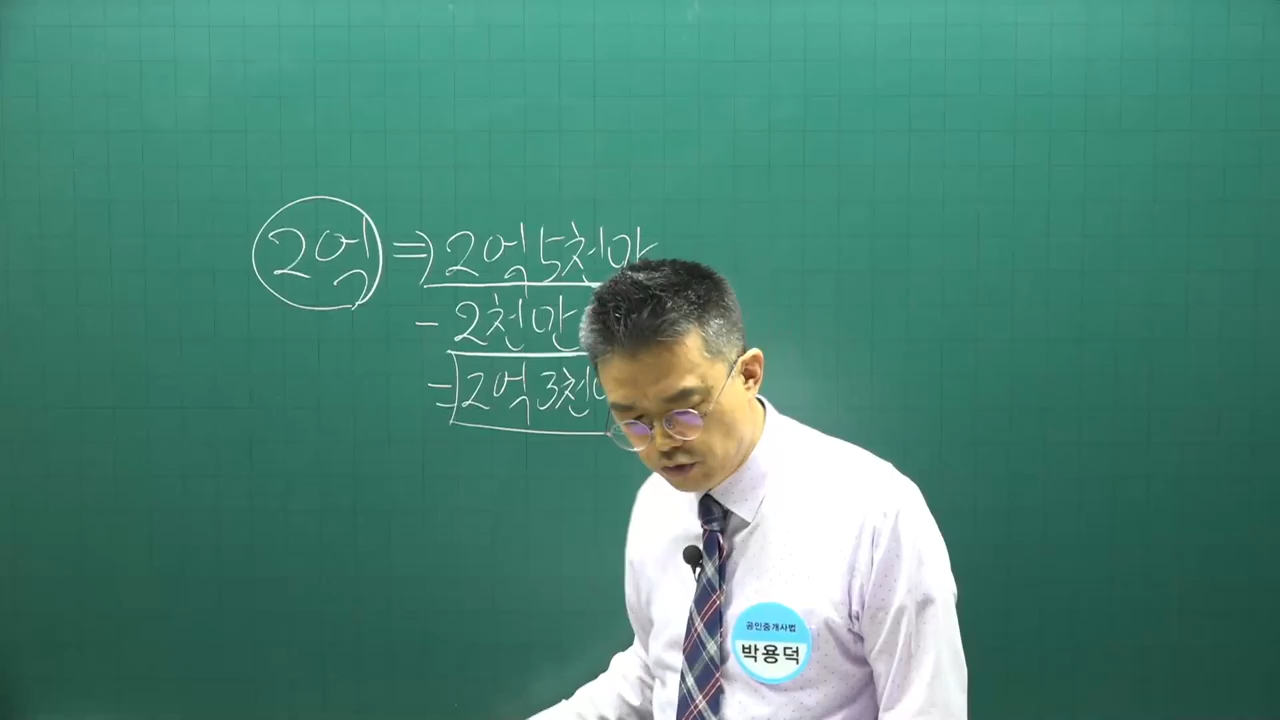 2억 ⇒ 2억 5천만
- 2천만
= 2억 3천
공인중개사법
박용덕